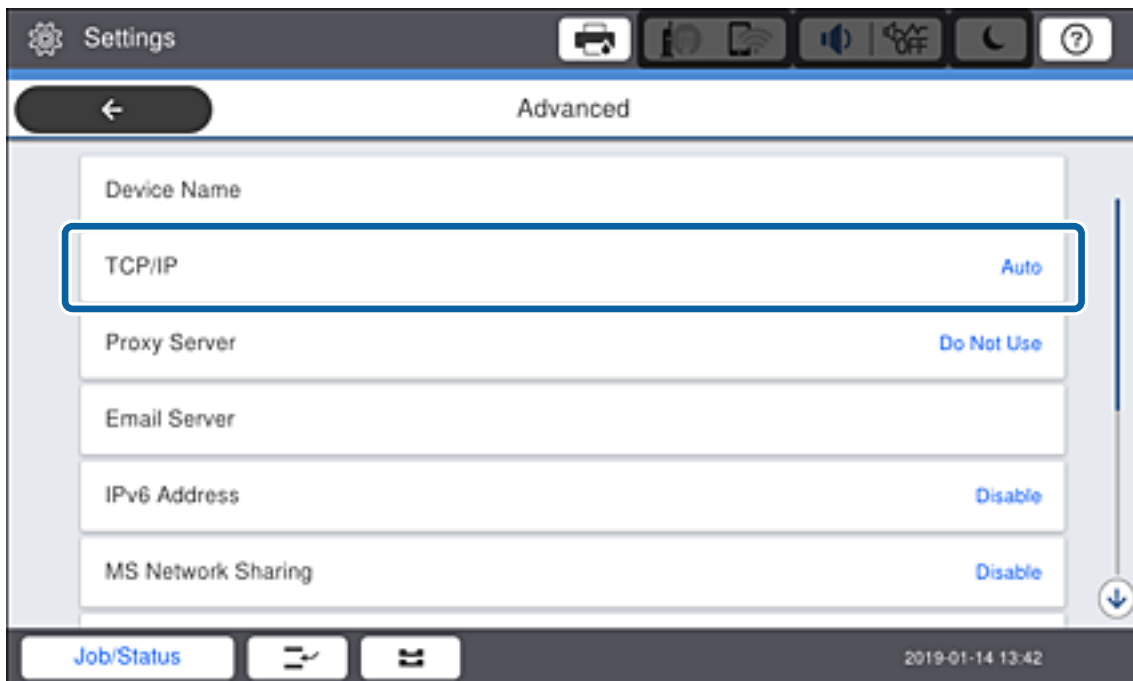 Settings
OFF
?
Advanced
Device Name
TCP/IP Auto
Proxy Server Do Not Use
Email Server
IPv6 Address Disable
MS Network Sharing Disable
Job/Status 2019-01-14 13:42